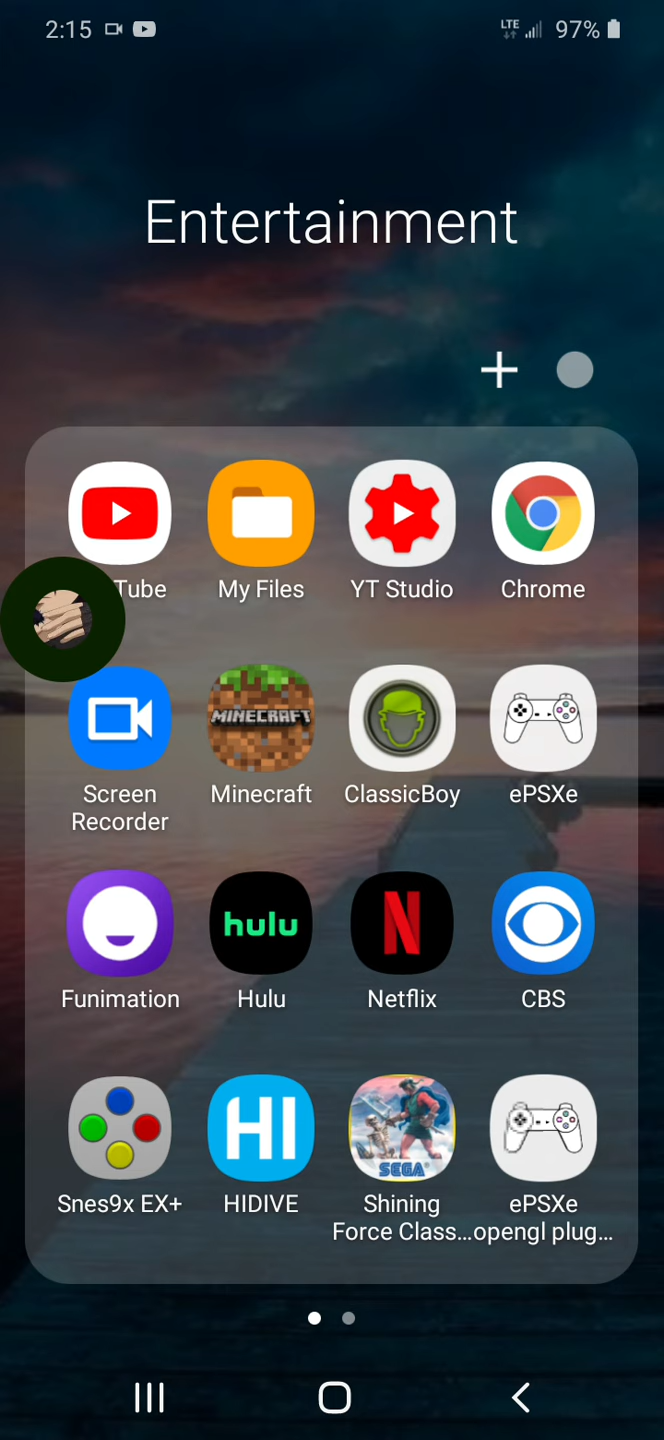 2:15
LTE
97%
Entertainment
Tube
My Files
YT Studio
Chrome
MINECRAFT
Screen
Recorder
Minecraft
ClassicBoy
ePSXe
hulu
N
Funimation
Hulu
Netflix
CBS
HI
SEGA
Snes9x EX+
HIDIVE
Shining
Force Class...
ePSXe
opengl plug...